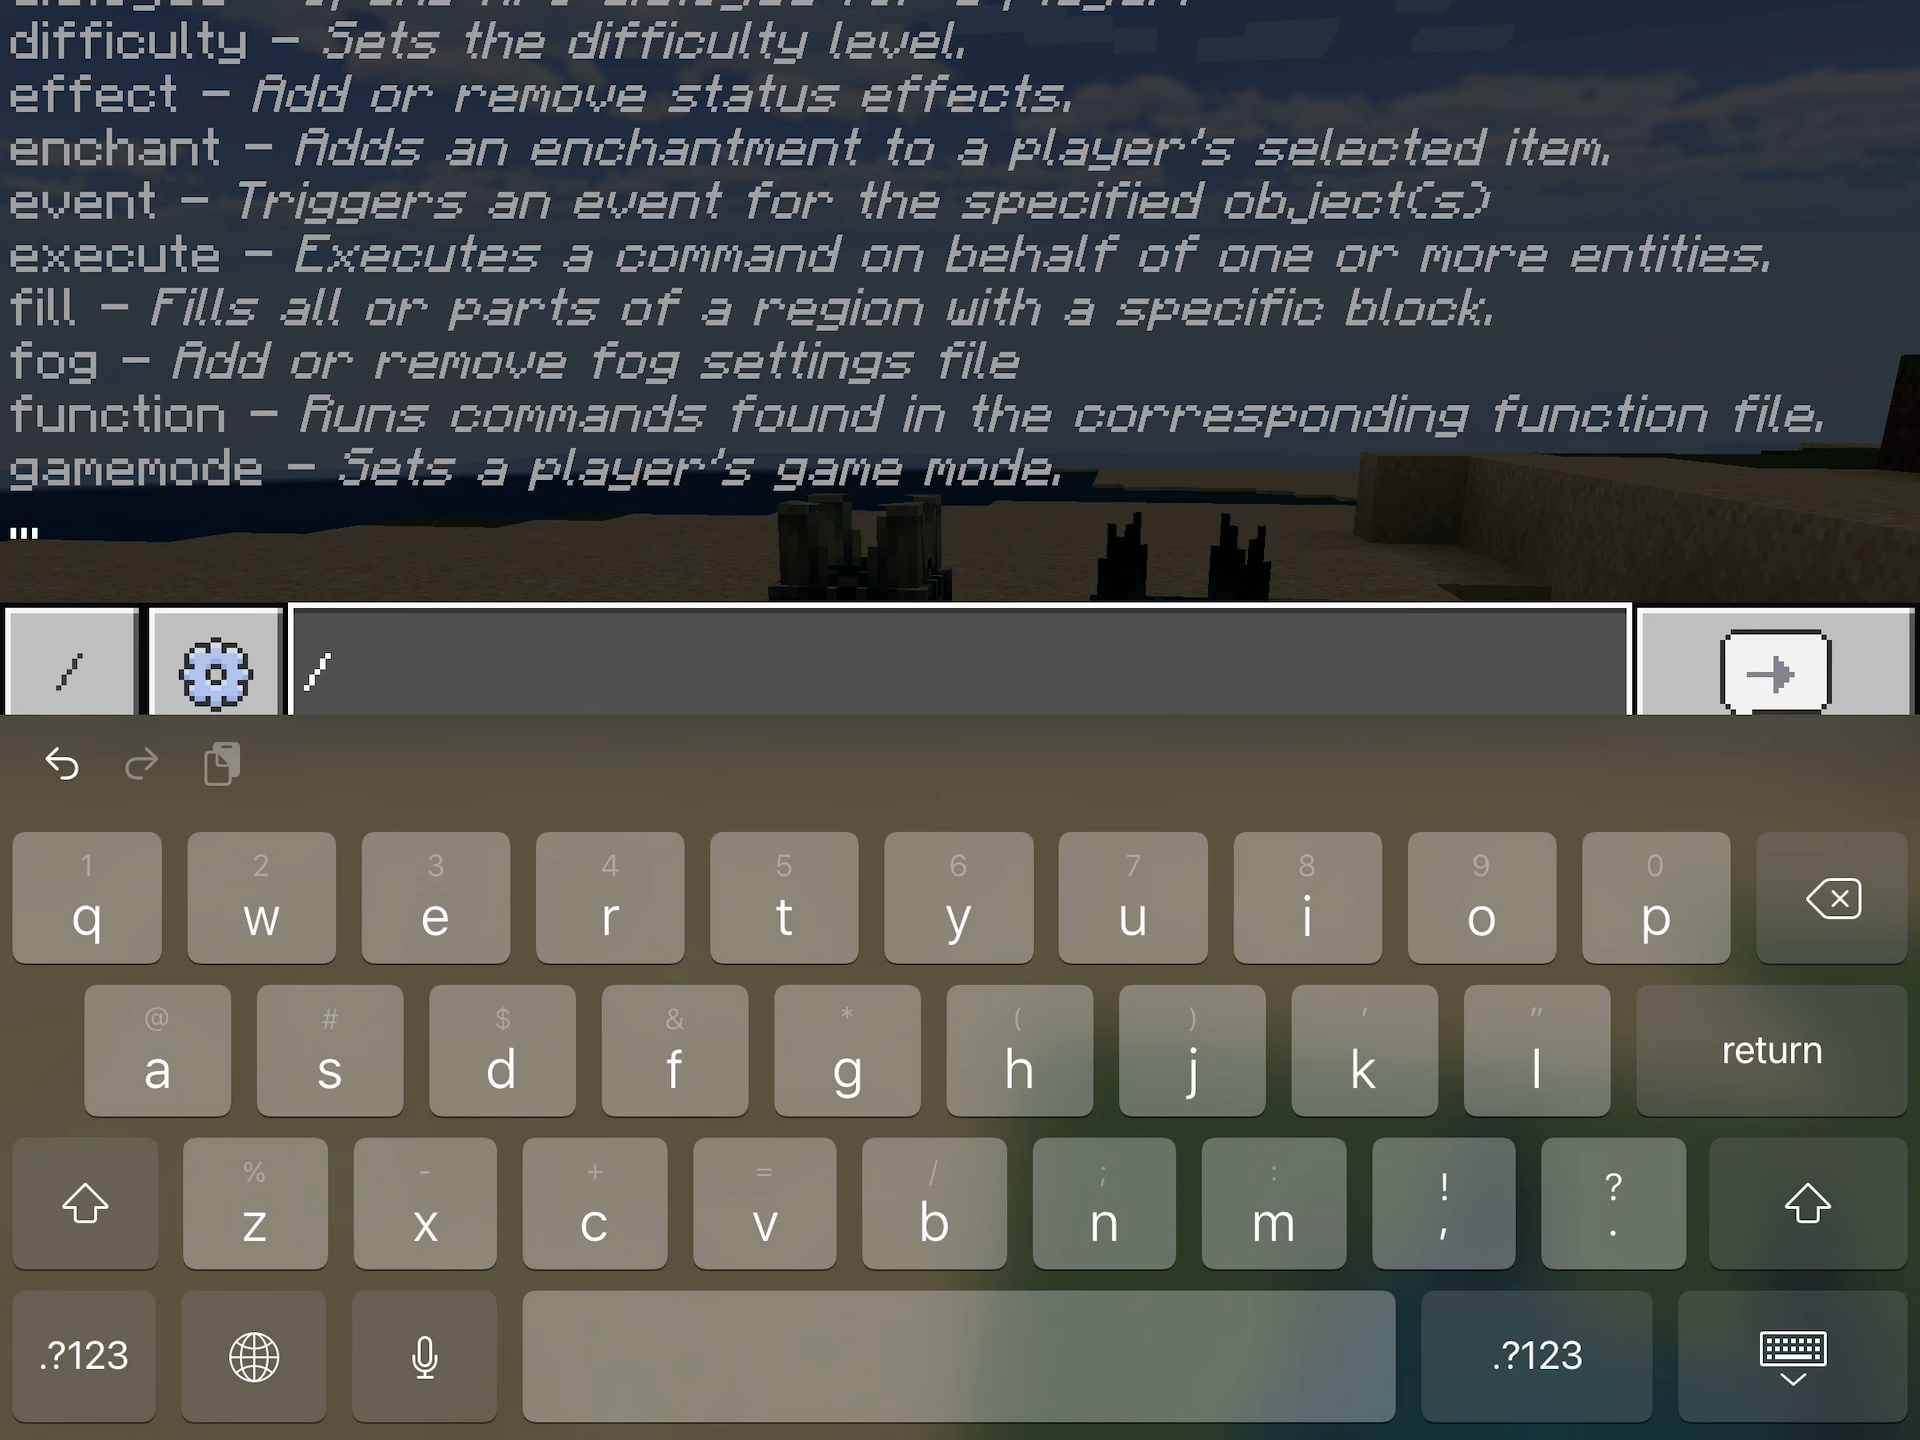 difficulty - Sets the difficulty level.
effect - Add or remove status effects.
enchant - Adds an enchantment to a player's selected item.
event - Triggers an event for the specified object(s)
execute - Executes a command on behalf of one or more entities.
fill - Fills all or parts of a region with a specific block.
fog - Add or remove fog settings file
function - Runs commands found in the corresponding function file.
gamemode - Sets a player's game mode.
...
/ /
1 2 3 4 5 6 7 8 9 0
q w e r t y u i o p
@ # $ & * ( ) ' "
a s d f g h j k l return
% - + = / ; : ! ?
z x c v b n m , .
.?123 .?123